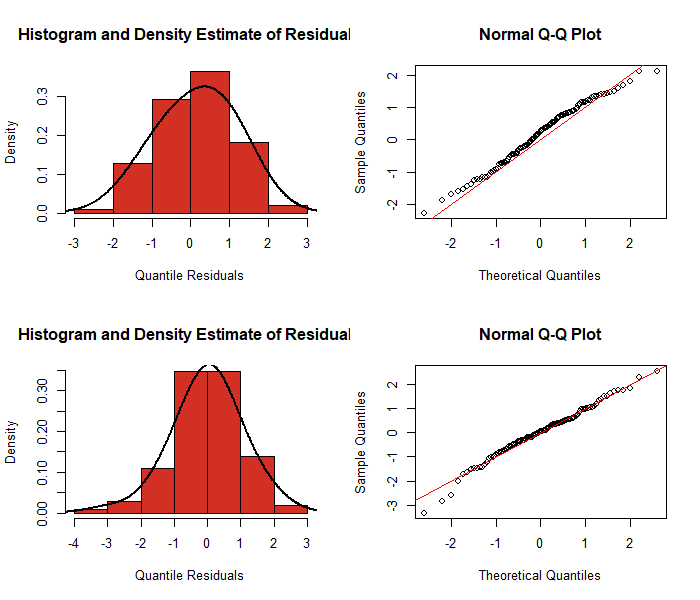 Histogram and Density Estimate of Residual
Normal Q-Q Plot
Density
0.0 0.1 0.2 0.3
-3 -2 -1 0 1 2 3
Quantile Residuals
Sample Quantiles
-2 -1 0 1 2
-2 -1 0 1 2
Theoretical Quantiles
Histogram and Density Estimate of Residual
Normal Q-Q Plot
Density
0.00 0.10 0.20 0.30
-4 -3 -2 -1 0 1 2 3
Quantile Residuals
Sample Quantiles
-3 -2 -1 0 1 2
-2 -1 0 1 2
Theoretical Quantiles